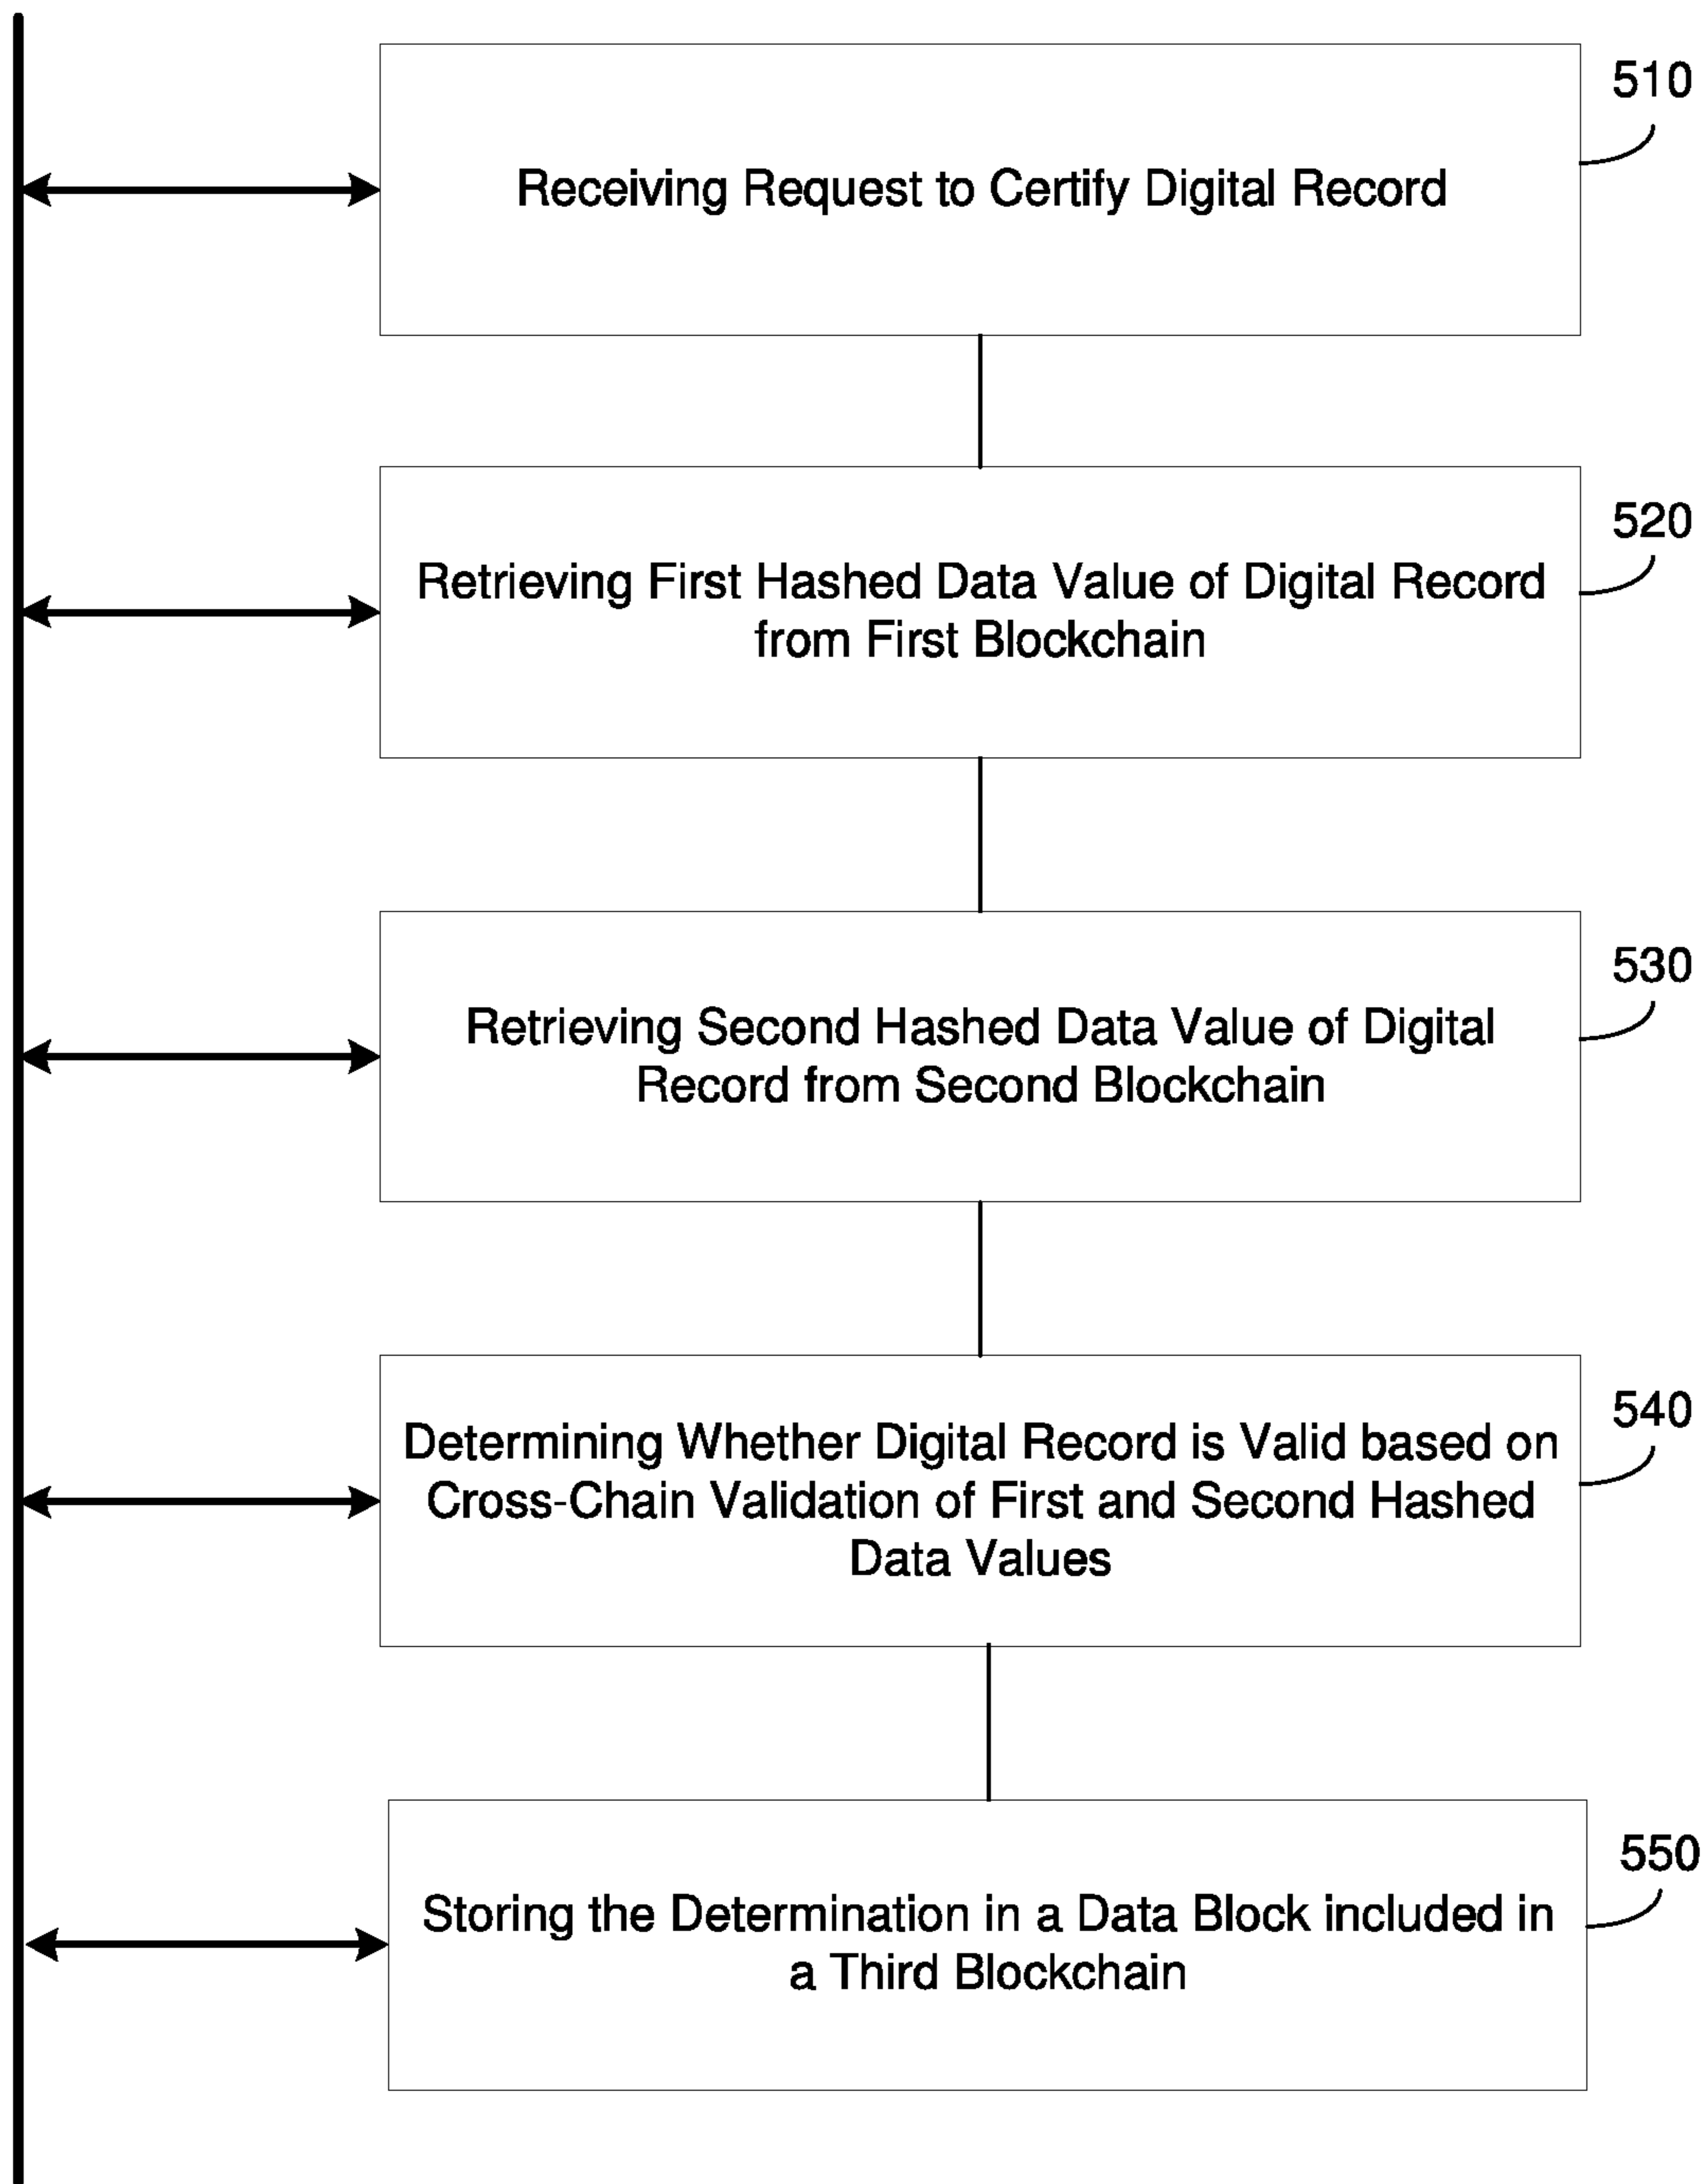 510
Receiving Request to Certify Digital Record
520
Retrieving First Hashed Data Value of Digital Record
from First Blockchain
530
Retrieving Second Hashed Data Value of Digital
Record from Second Blockchain
540
Determining Whether Digital Record is Valid based on
Cross-Chain Validation of First and Second Hashed
Data Values
550
Storing the Determination in a Data Block included in
a Third Blockchain